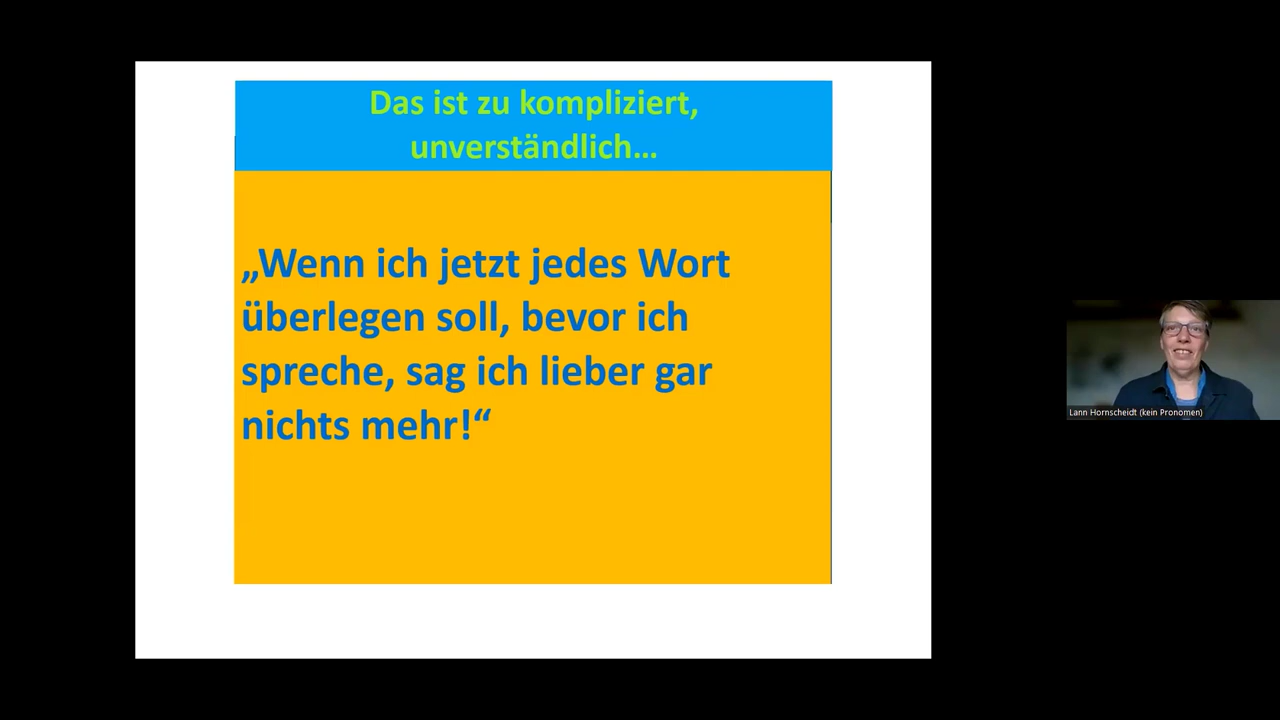 Das ist zu kompliziert,
unverständlich…
„Wenn ich jetzt jedes Wort
überlegen soll, bevor ich
spreche, sag ich lieber gar
nichts mehr!“
Lann Hornscheidt (kein Pronomen)